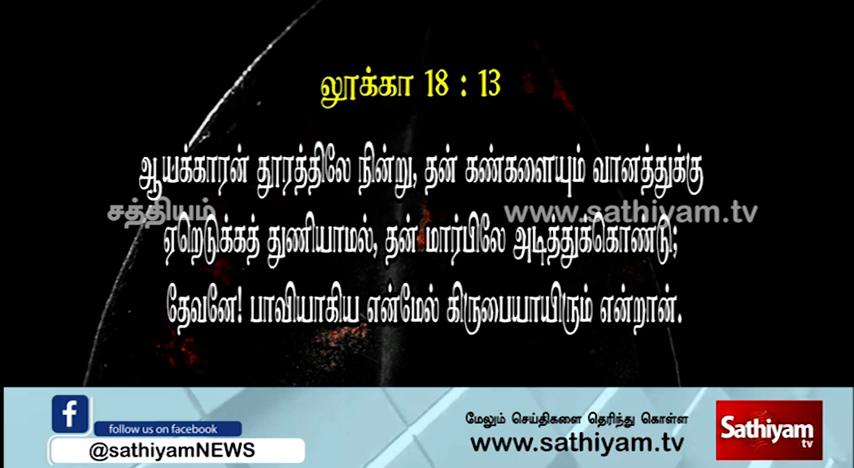 லூக்கா 18 : 13
ஆயக்காரன் தூரத்திலே நின்று, தன் கண்களையும் வானத்துக்கு
சத்தியம் www.sathiyam.tv
ஏறெடுக்கத் துணியாமல், தன் மார்பிலே அடித்துக்கொண்டு;
தேவனே! பாவியாகிய என்மேல் கிருபையாயிரும் என்றான்.
follow us on facebook
@sathiyamNEWS
மேலும் செய்திகளை தெரிந்து கொள்ள
www.sathiyam.tv
Sathiyam
tv